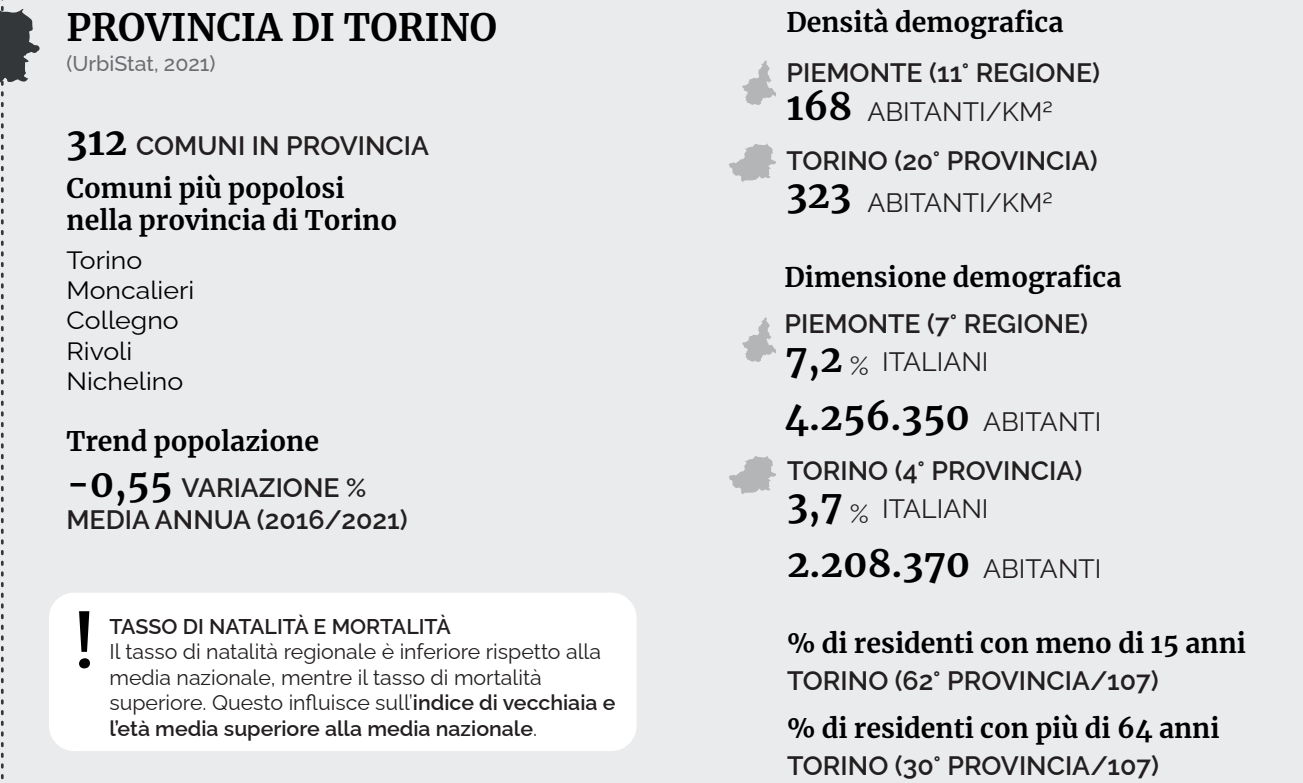 PROVINCIA DI TORINO
(UrbiStat, 2021)
312 COMUNI IN PROVINCIA
Comuni più popolosi
nella provincia di Torino
Torino
Moncalieri
Collegno
Rivoli
Nichelino
Trend popolazione
-0,55 VARIAZIONE %
MEDIA ANNUA (2016/2021)
! TASSO DI NATALITÀ E MORTALITÀ
Il tasso di natalità regionale è inferiore rispetto alla
media nazionale, mentre il tasso di mortalità
superiore. Questo influisce sull'indice di vecchiaia e
l'età media superiore alla media nazionale.
Densità demografica
PIEMONTE (11° REGIONE)
168 ABITANTI/KM²
TORINO (20° PROVINCIA)
323 ABITANTI/KM²
Dimensione demografica
PIEMONTE (7° REGIONE)
7,2 % ITALIANI
4.256.350 ABITANTI
TORINO (4° PROVINCIA)
3,7 % ITALIANI
2.208.370 ABITANTI
% di residenti con meno di 15 anni
TORINO (62° PROVINCIA/107)
% di residenti con più di 64 anni
TORINO (30° PROVINCIA/107)